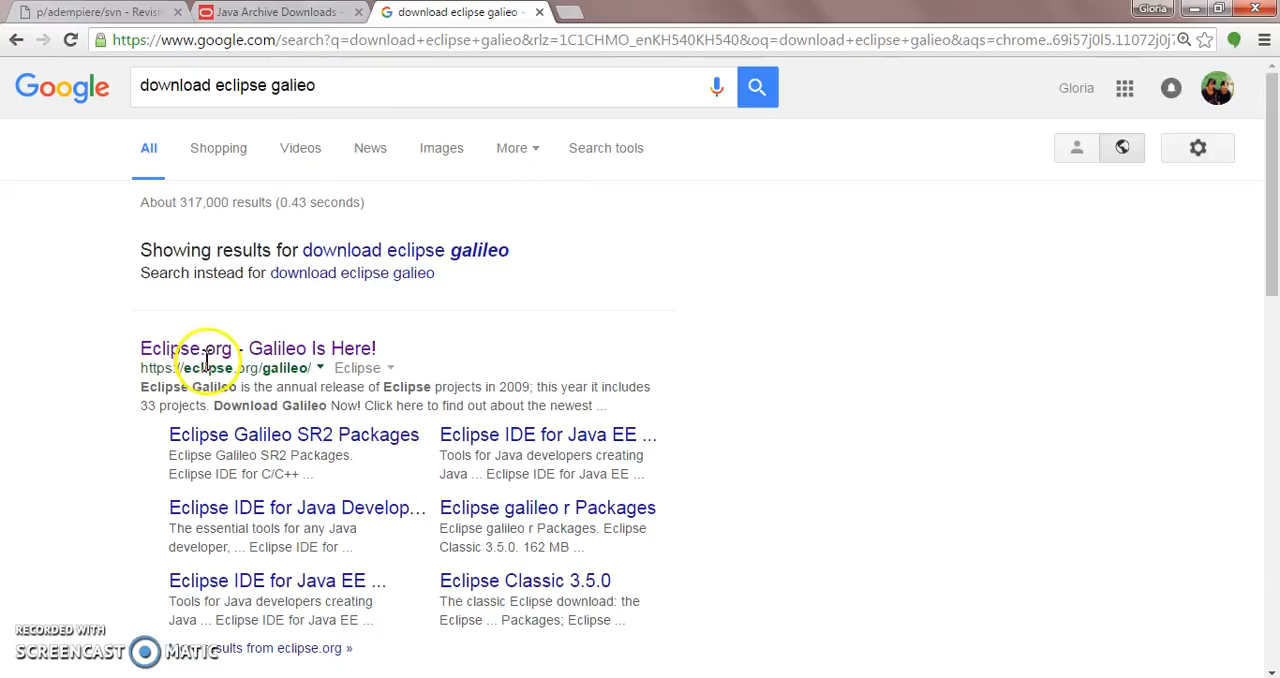 p/adempiere/svn - Revisi
Java Archive Downloads -
download eclipse galieo -
Gloria
https://www.google.com/search?q=download+eclipse+galieo&rlz=1C1CHMO_enKH540KH540&oq=download+eclipse+galieo&aqs=chrome..69i57j0l5.11072j0j7
Google
download eclipse galieo
Gloria
All
Shopping
Videos
News
Images
More
Search tools
About 317,000 results (0.43 seconds)
Showing results for download eclipse galileo
Search instead for download eclipse galieo
Eclipse.org - Galileo Is Here!
https://eclipse.org/galileo/
Eclipse
Eclipse Galileo is the annual release of Eclipse projects in 2009; this year it includes
33 projects. Download Galileo Now! Click here to find out about the newest ...
Eclipse Galileo SR2 Packages
Eclipse Galileo SR2 Packages.
Eclipse IDE for C/C++ ...
Eclipse IDE for Java EE ...
Tools for Java developers creating
Java ... Eclipse IDE for Java EE ...
Eclipse IDE for Java Develop...
The essential tools for any Java
developer, ... Eclipse IDE for ...
Eclipse galileo r Packages
Eclipse galileo r Packages. Eclipse
Classic 3.5.0. 162 MB ...
Eclipse IDE for Java EE ...
Tools for Java developers creating
Java ... Eclipse IDE for Java EE ...
Eclipse Classic 3.5.0
The classic Eclipse download: the
Eclipse ... Packages; Eclipse ...
results from eclipse.org »
RECORDED WITH
SCREENCAST MATIC